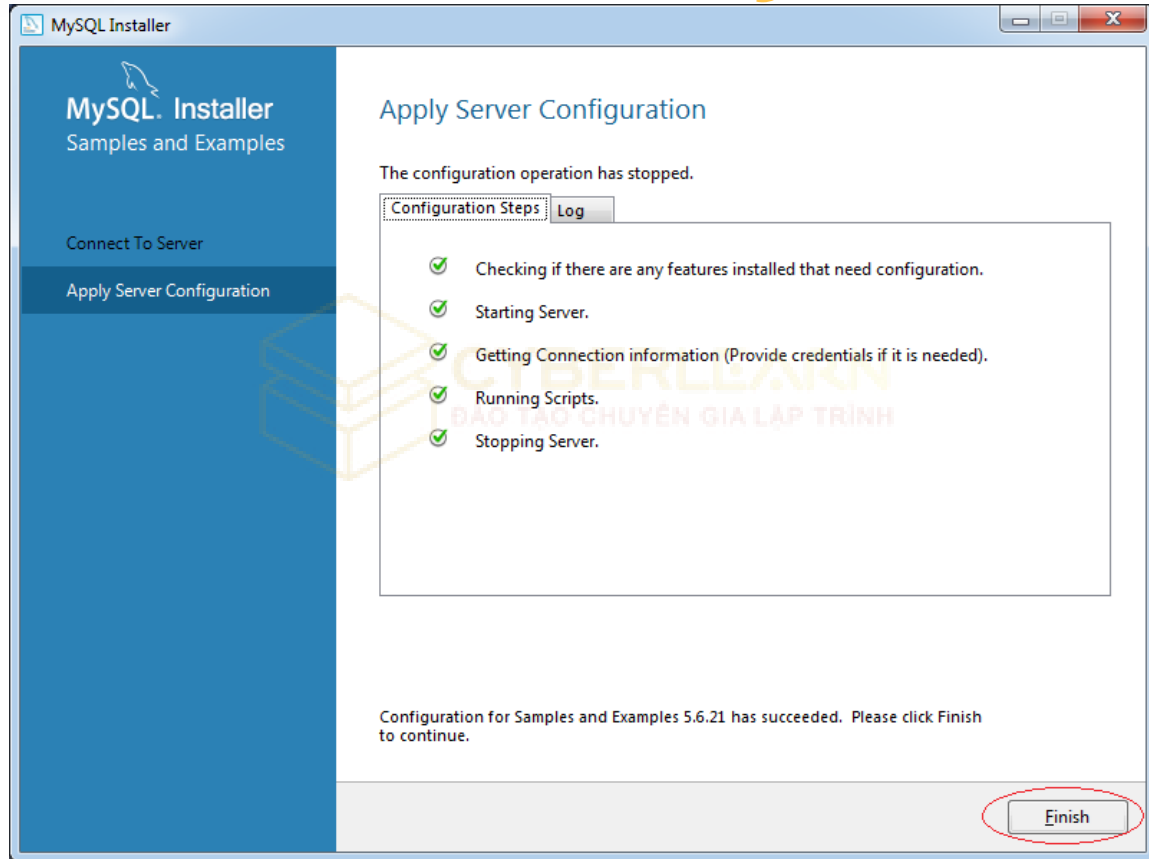 MySQL Installer
MySQL. Installer
Samples and Examples
Connect To Server
Apply Server Configuration
Apply Server Configuration
The configuration operation has stopped.
Configuration Steps
Log
Checking if there are any features installed that need configuration.
Starting Server.
Getting Connection information (Provide credentials if it is needed).
Running Scripts.
Stopping Server.
CYBERLEARN
ĐÀO TẠO CHUYÊN GIA LẬP TRÌNH
Configuration for Samples and Examples 5.6.21 has succeeded. Please click Finish
to continue.
Finish